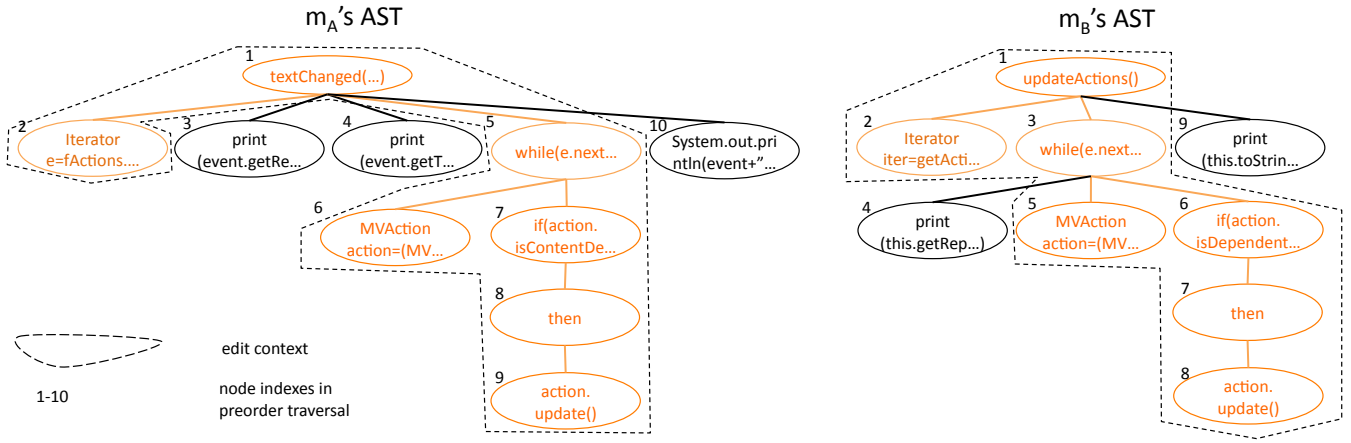 m_A's AST
m_B's AST
1
textChanged(...)
2
Iterator
e=fActions....
3
print
(event.getRe...
4
print
(event.getT...
5
while(e.next...
10
System.out.pri
ntln(event+”...
6
MVAction
action=(MV...
7
if(action.
isContentDe...
8
then
9
action.
update()
edit context
1-10
node indexes in
preorder traversal
1
updateActions()
2
Iterator
iter=getActi...
3
while(e.next...
9
print
(this.toStrin...
4
print
(this.getRep...)
5
MVAction
action=(MV...
6
if(action.
isDependent...
7
then
8
action.
update()